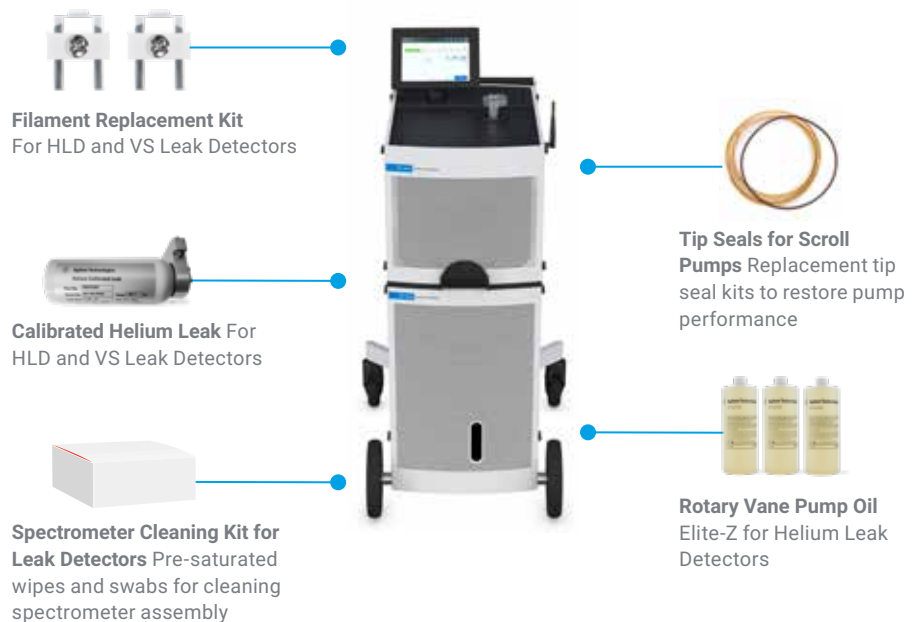 Filament Replacement Kit
For HLD and VS Leak Detectors
Agilent Technologies
Calibrated Helium Leak For
HLD and VS Leak Detectors
Spectrometer Cleaning Kit for
Leak Detectors Pre-saturated
wipes and swabs for cleaning
spectrometer assembly
Tip Seals for Scroll
Pumps Replacement tip
seal kits to restore pump
performance
Rotary Vane Pump Oil
Elite-Z for Helium Leak
Detectors